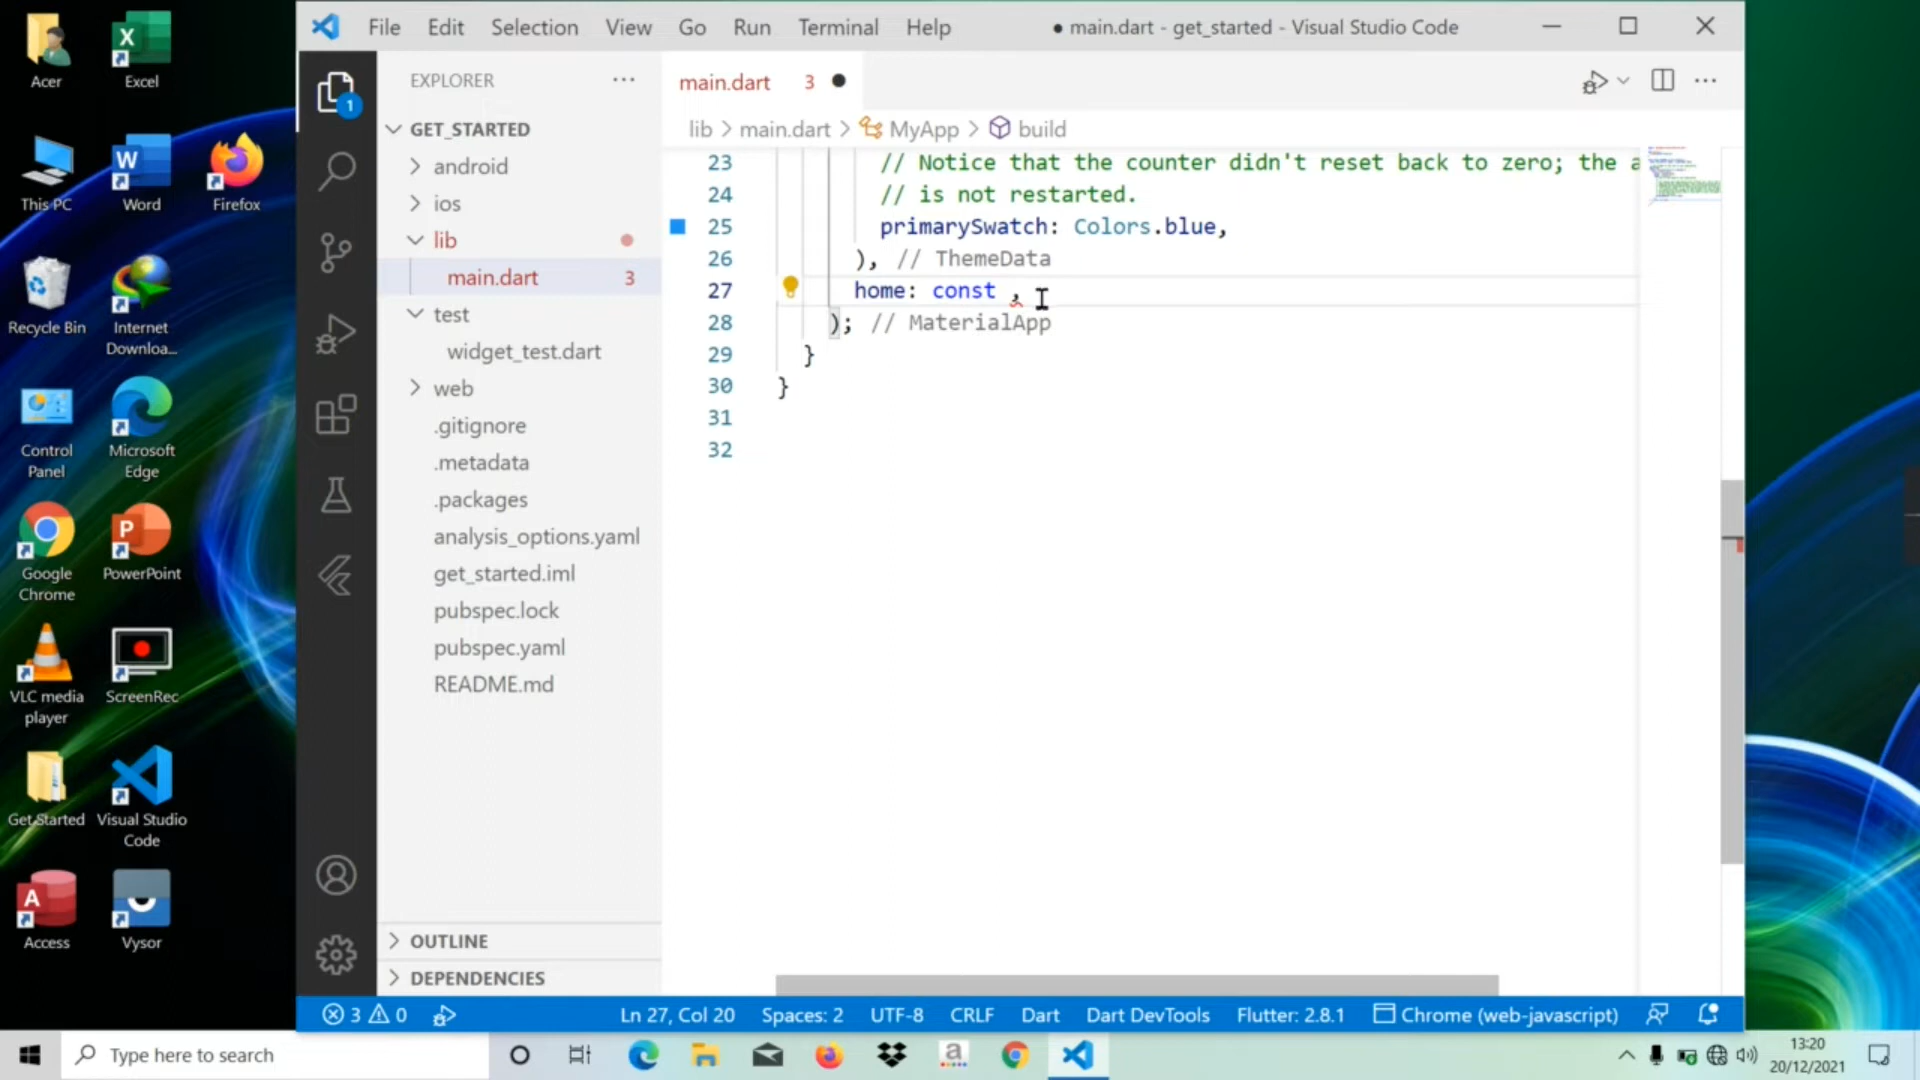 Acer
Excel
This PC
Word
Firefox
Recycle Bin
Internet
Downloa...
Control
Panel
Microsoft
Edge
Google
Chrome
PowerPoint
VLC media
player
ScreenRec
Get Started
Visual Studio
Code
Access
Vysor
File Edit Selection View Go Run Terminal Help
● main.dart - get_started - Visual Studio Code
1
EXPLORER
GET_STARTED
android
ios
lib
main.dart 3
test
widget_test.dart
web
.gitignore
.metadata
.packages
analysis_options.yaml
get_started.iml
pubspec.lock
pubspec.yaml
README.md
OUTLINE
DEPENDENCIES
main.dart 3 ●
lib > main.dart > MyApp > build
23 // Notice that the counter didn't reset back to zero; the a
24 // is not restarted.
25 primarySwatch: Colors.blue,
26 ), // ThemeData
27 home: const ,
28 ); // MaterialApp
29 }
30 }
31
32
3 0 Ln 27, Col 20 Spaces: 2 UTF-8 CRLF Dart Dart DevTools Flutter: 2.8.1 Chrome (web-javascript)
Type here to search
13:20
20/12/2021